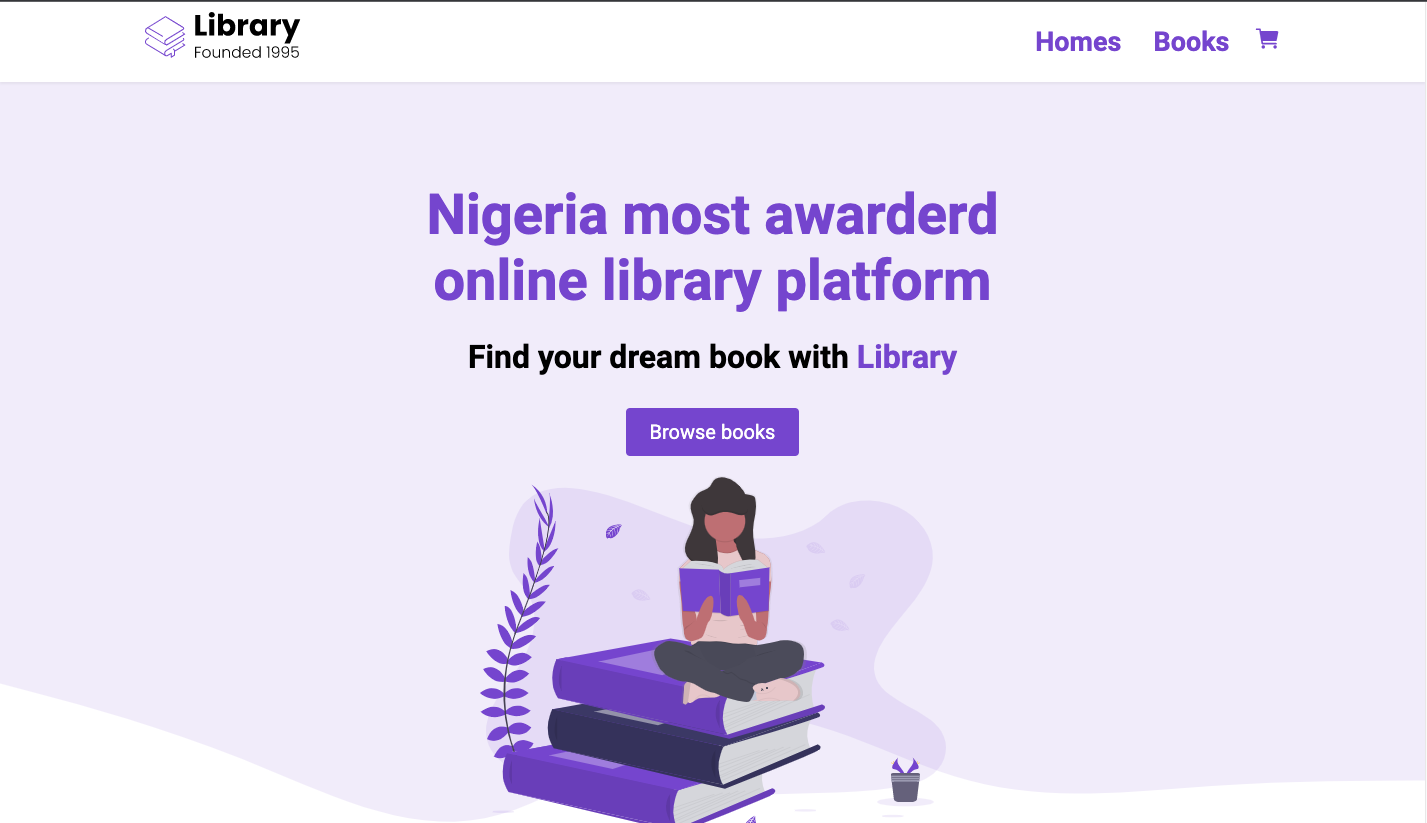 Library
Founded 1995
Homes
Books
Nigeria most awarderd
online library platform
Find your dream book with Library
Browse books